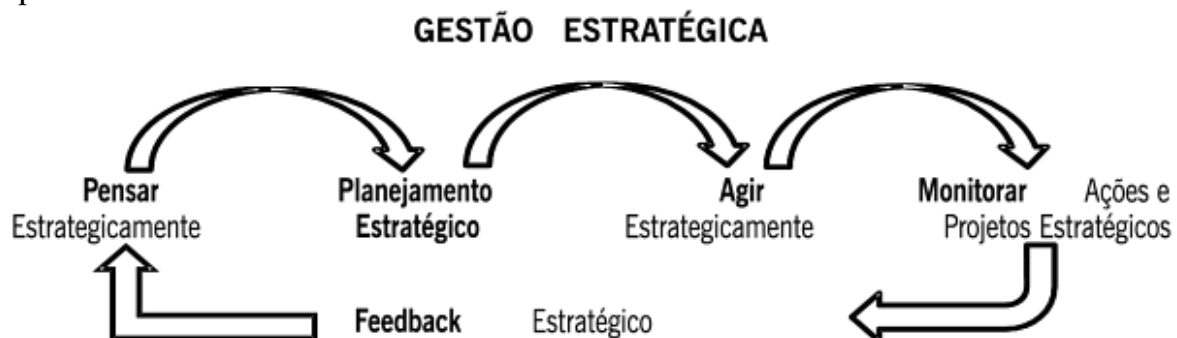 GESTÃO ESTRATÉGICA
Pensar
Estrategicamente
Planejamento
Estratégico
Agir
Estrategicamente
Monitorar Ações e
Projetos Estratégicos
Feedback Estratégico